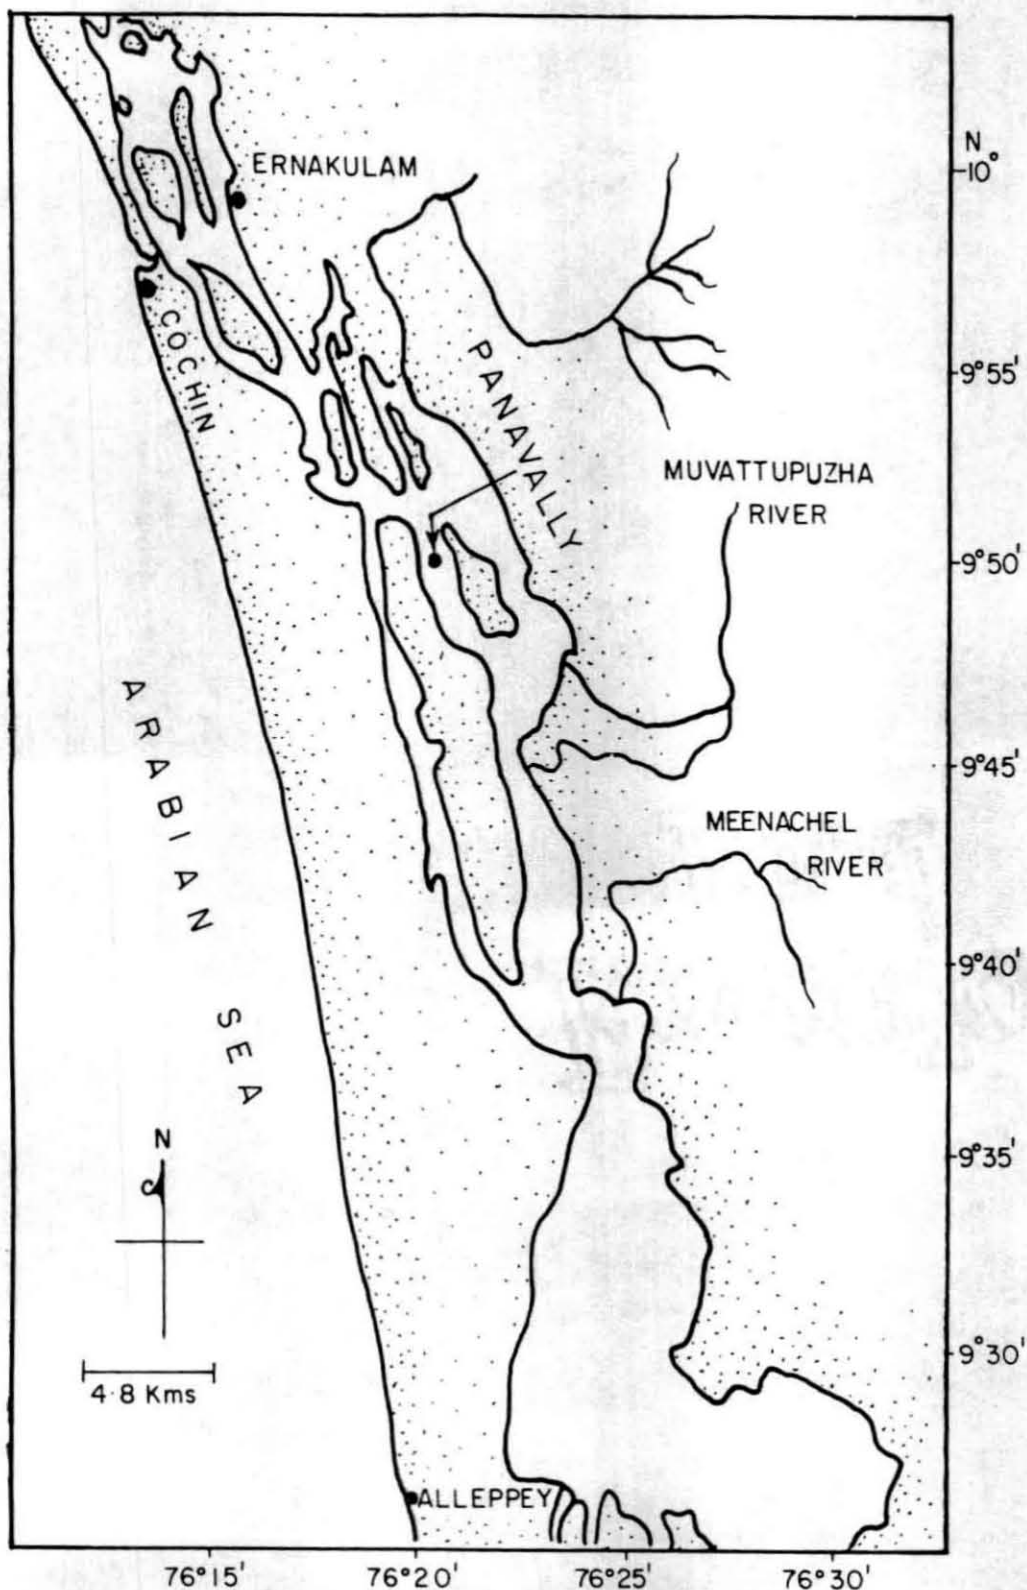 N
10°
ERNAKULAM
COCHIN
PANAVALLY
9°55'
MUVATTUPUZHA
RIVER
9°50'
ARABIAN SEA
9°45'
MEENACHEL
RIVER
9°40'
N
9°35'
9°30'
4·8 Kms
ALLEPPEY
76°15'
76°20'
76°25'
76°30'